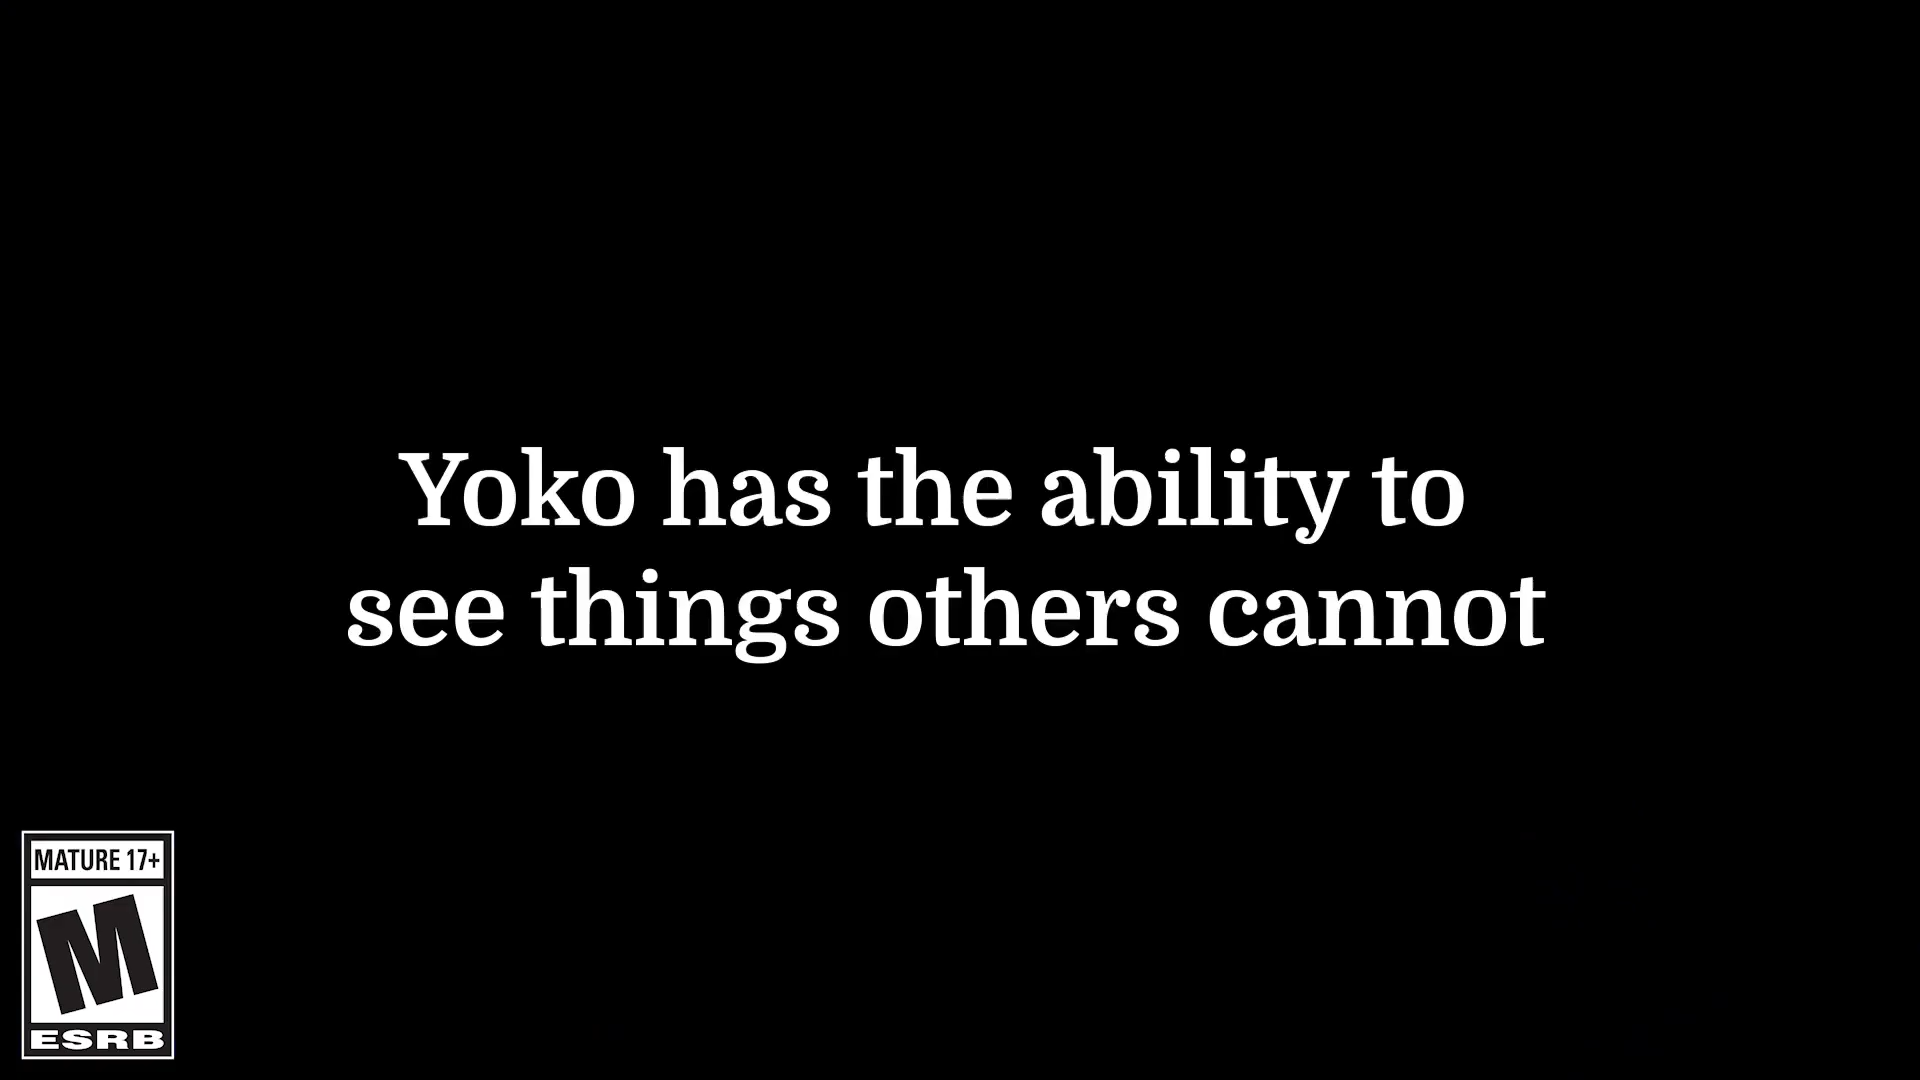 Yoko has the ability to
see things others cannot
MATURE 17+
M
ESRB